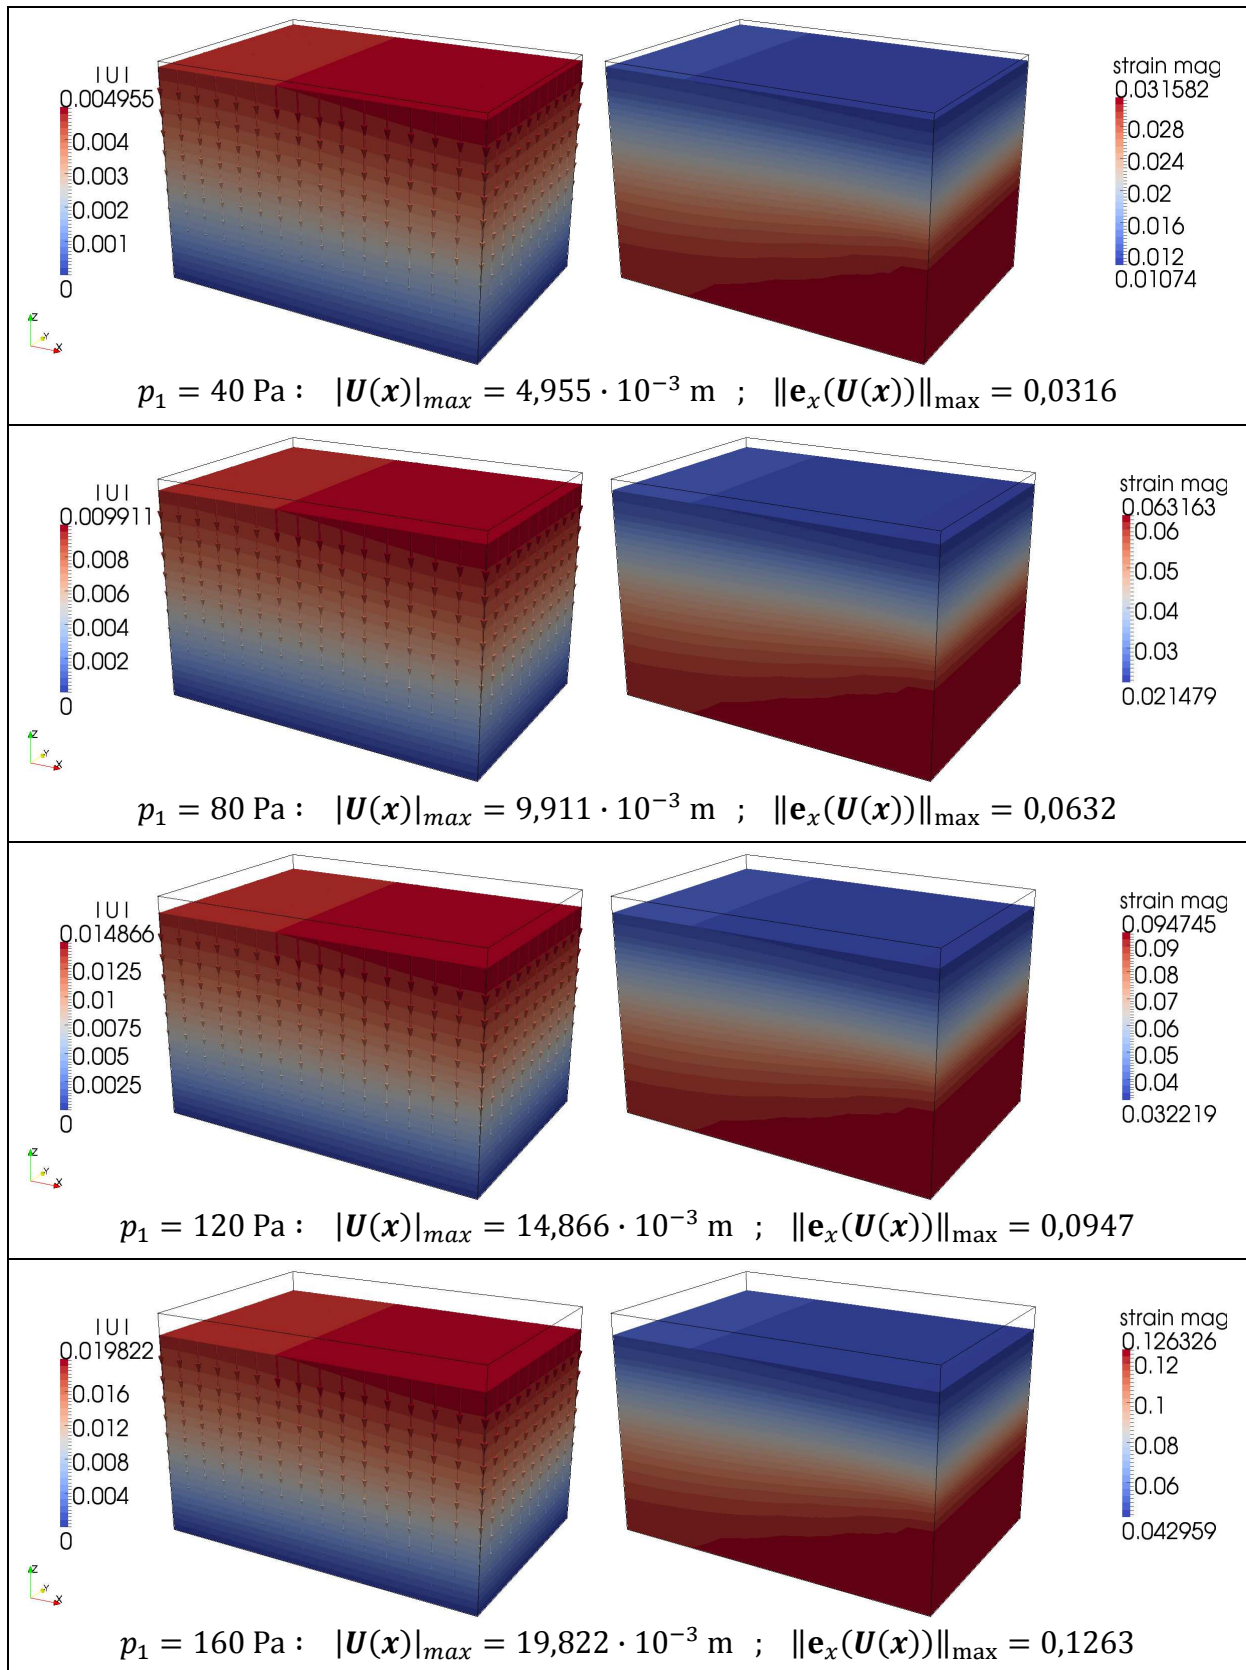 |U|
0.004955
0.004
0.003
0.002
0.001
0
Z
Y
X
strain mag
0.031582
0.028
0.024
0.02
0.016
0.012
0.01074
p₁ = 40 Pa : |U(x)|max = 4,955 · 10⁻³ m ; ‖eₓ(U(x))‖max = 0,0316
|U|
0.009911
0.008
0.006
0.004
0.002
0
Z
Y
X
strain mag
0.063163
0.06
0.05
0.04
0.03
0.021479
p₁ = 80 Pa : |U(x)|max = 9,911 · 10⁻³ m ; ‖eₓ(U(x))‖max = 0,0632
|U|
0.014866
0.0125
0.01
0.0075
0.005
0.0025
0
Z
Y
X
strain mag
0.094745
0.09
0.08
0.07
0.06
0.05
0.04
0.032219
p₁ = 120 Pa : |U(x)|max = 14,866 · 10⁻³ m ; ‖eₓ(U(x))‖max = 0,0947
|U|
0.019822
0.016
0.012
0.008
0.004
0
Z
Y
X
strain mag
0.126326
0.12
0.1
0.08
0.06
0.042959
p₁ = 160 Pa : |U(x)|max = 19,822 · 10⁻³ m ; ‖eₓ(U(x))‖max = 0,1263